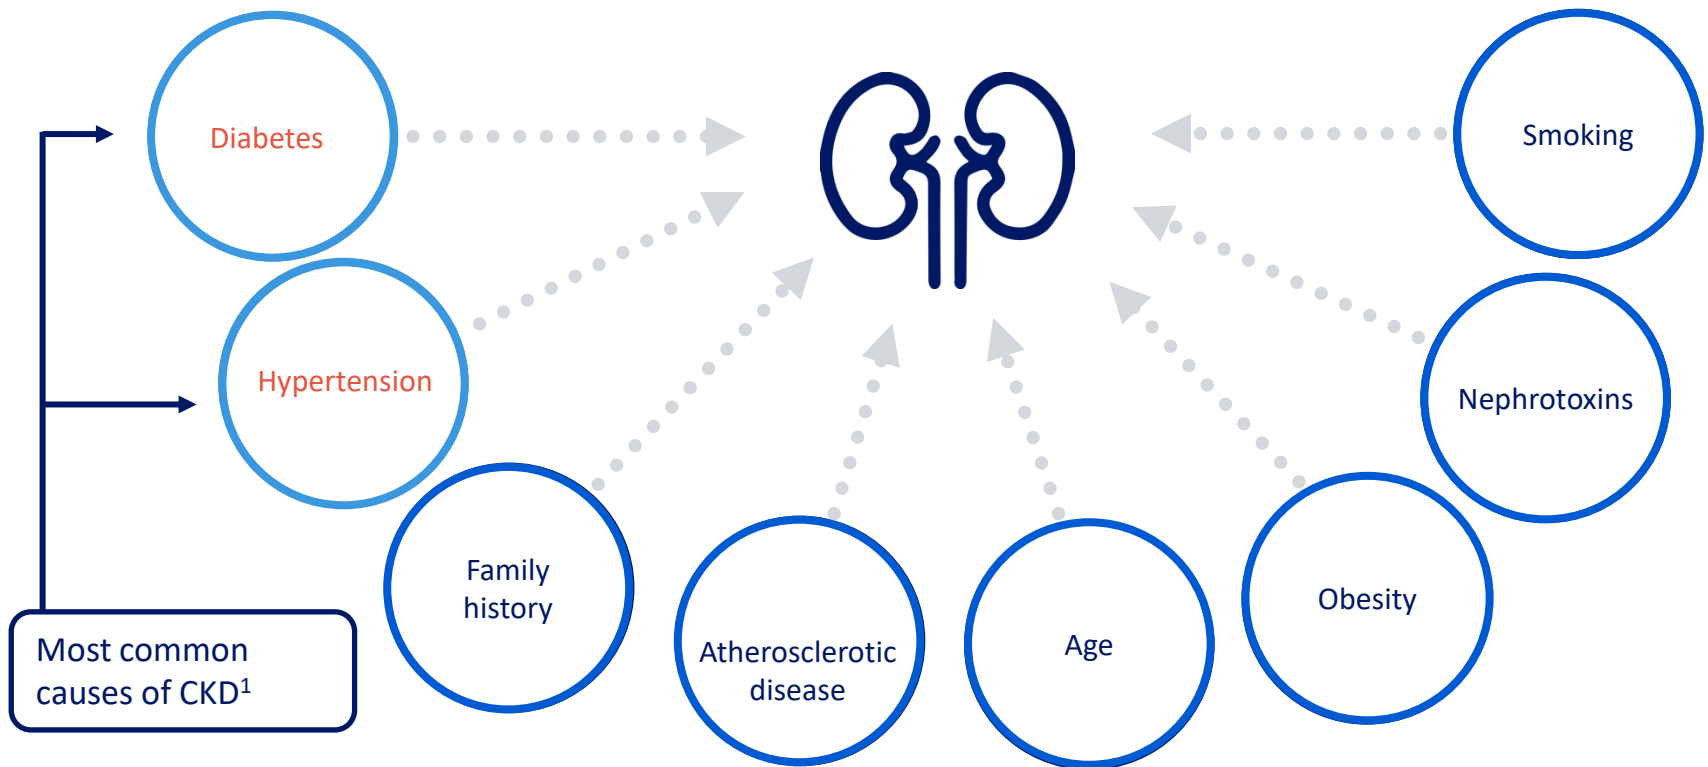 Diabetes
Hypertension
Family
history
Atherosclerotic
disease
Age
Obesity
Nephrotoxins
Smoking
Most common
causes of CKD¹